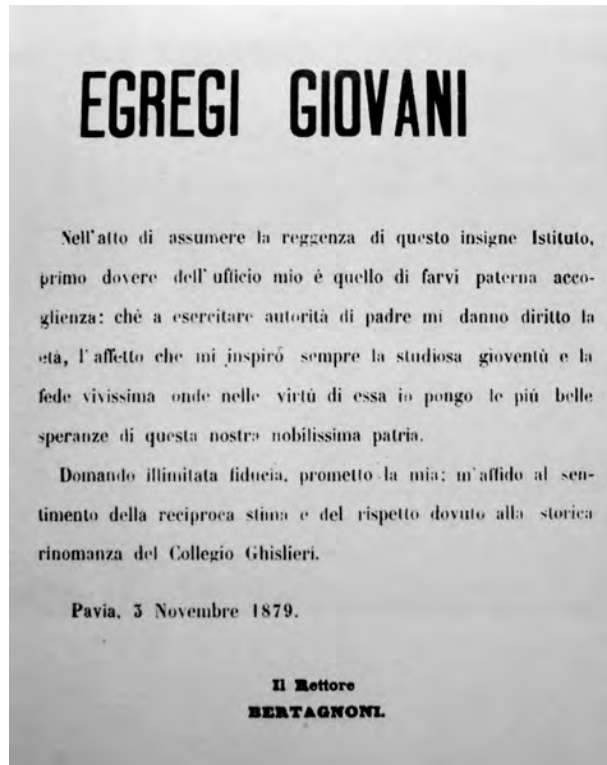 EGREGI GIOVANI
Nell'atto di assumere la reggenza di questo insigne Istituto,
primo dovere dell'ufficio mio è quello di farvi paterna acco-
glienza: chè a esercitare autorità di padre mi danno diritto la
età, l'affetto che mi inspirò sempre la studiosa gioventù e la
fede vivissima onde nelle virtù di essa io pongo le più belle
speranze di questa nostra nobilissima patria.
Domando illimitata fiducia, prometto la mia; m'affido al sen-
timento della reciproca stima e del rispetto dovuto alla storica
rinomanza del Collegio Ghislieri.
Pavia, 3 Novembre 1879.
Il Rettore
BERTAGNONI.